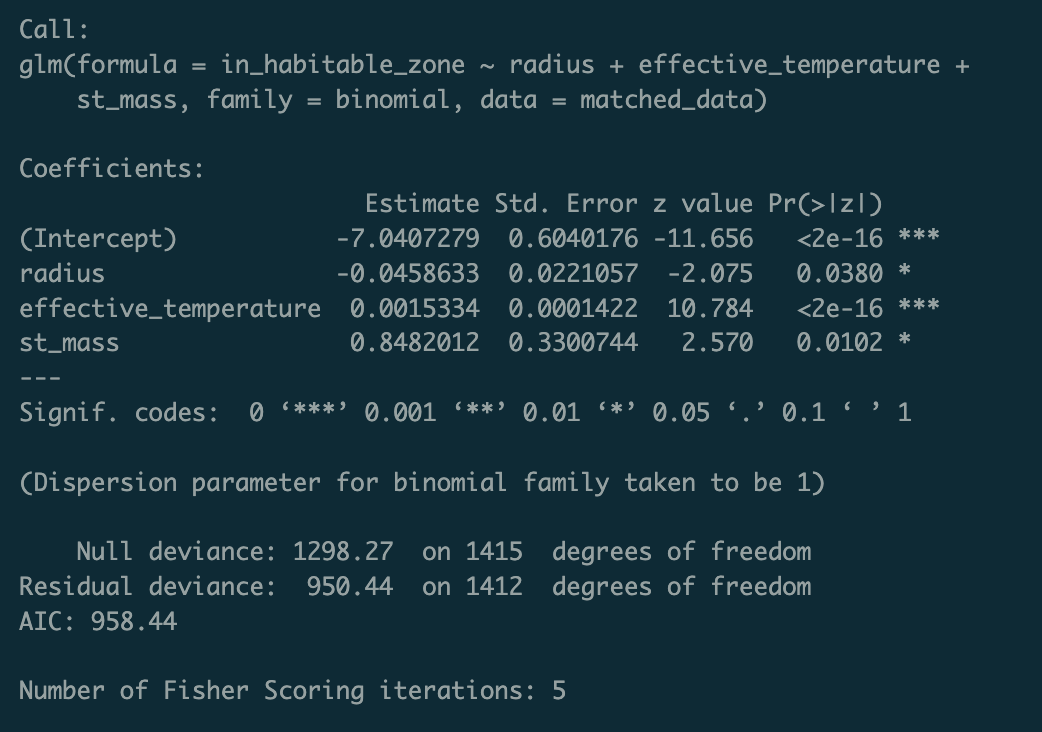 Call:
glm(formula = in_habitable_zone ~ radius + effective_temperature +
    st_mass, family = binomial, data = matched_data)

Coefficients:
                        Estimate Std. Error z value Pr(>|z|)
(Intercept)           -7.0407279  0.6040176 -11.656   <2e-16 ***
radius                -0.0458633  0.0221057  -2.075   0.0380 *
effective_temperature  0.0015334  0.0001422  10.784   <2e-16 ***
st_mass                0.8482012  0.3300744   2.570   0.0102 *
---
Signif. codes:  0 ‘***’ 0.001 ‘**’ 0.01 ‘*’ 0.05 ‘.’ 0.1 ‘ ’ 1

(Dispersion parameter for binomial family taken to be 1)

    Null deviance: 1298.27  on 1415  degrees of freedom
Residual deviance:  950.44  on 1412  degrees of freedom
AIC: 958.44

Number of Fisher Scoring iterations: 5